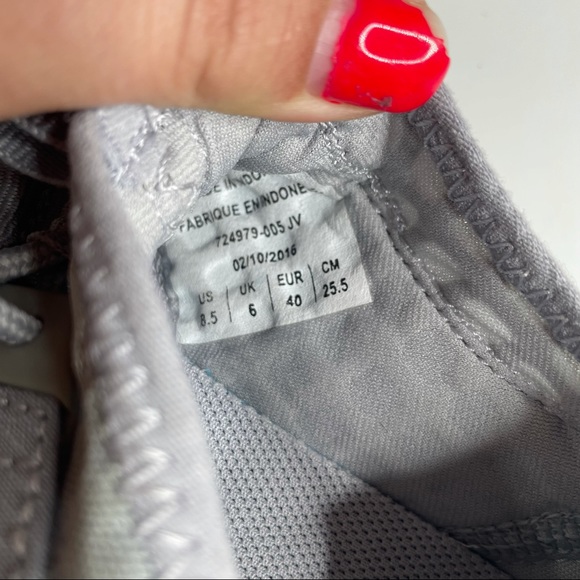 FABRIQUE EN INDONE
724979-005 JV
02/10/2016
US UK EUR CM
8.5 6 40 25.5